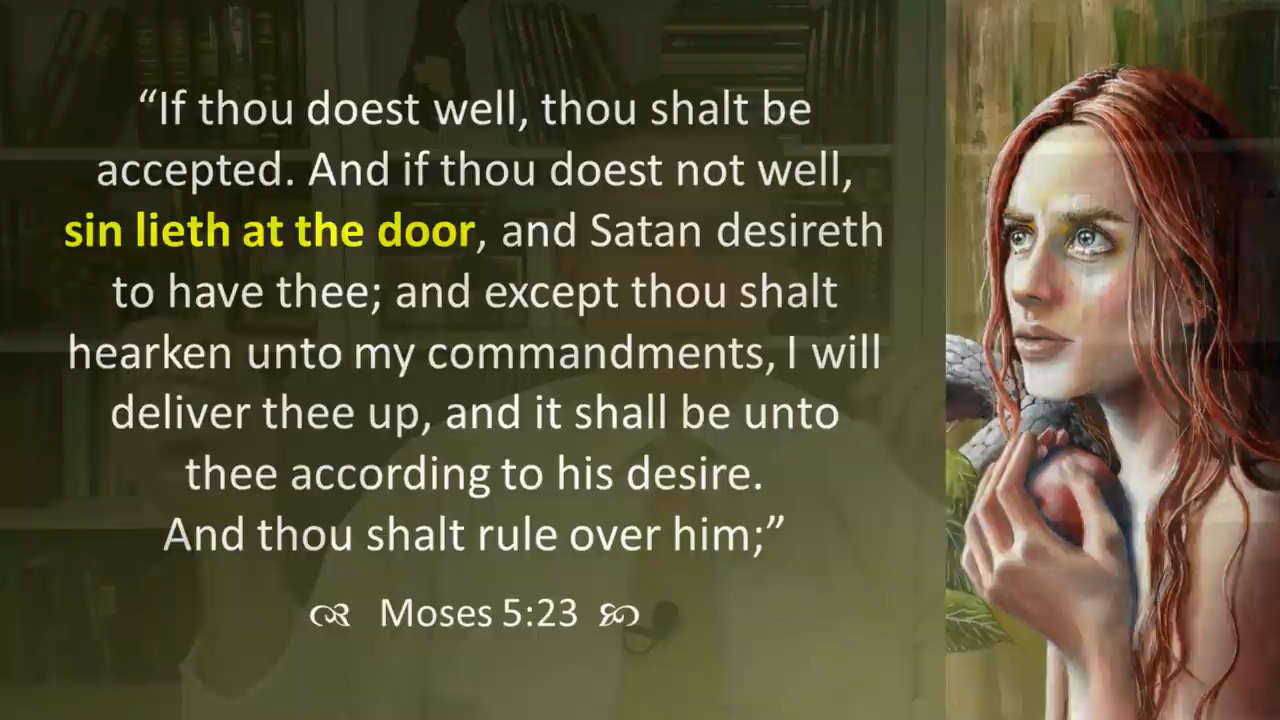 “If thou doest well, thou shalt be
accepted. And if thou doest not well,
sin lieth at the door, and Satan desireth
to have thee; and except thou shalt
hearken unto my commandments, I will
deliver thee up, and it shall be unto
thee according to his desire.
And thou shalt rule over him;”
Moses 5:23